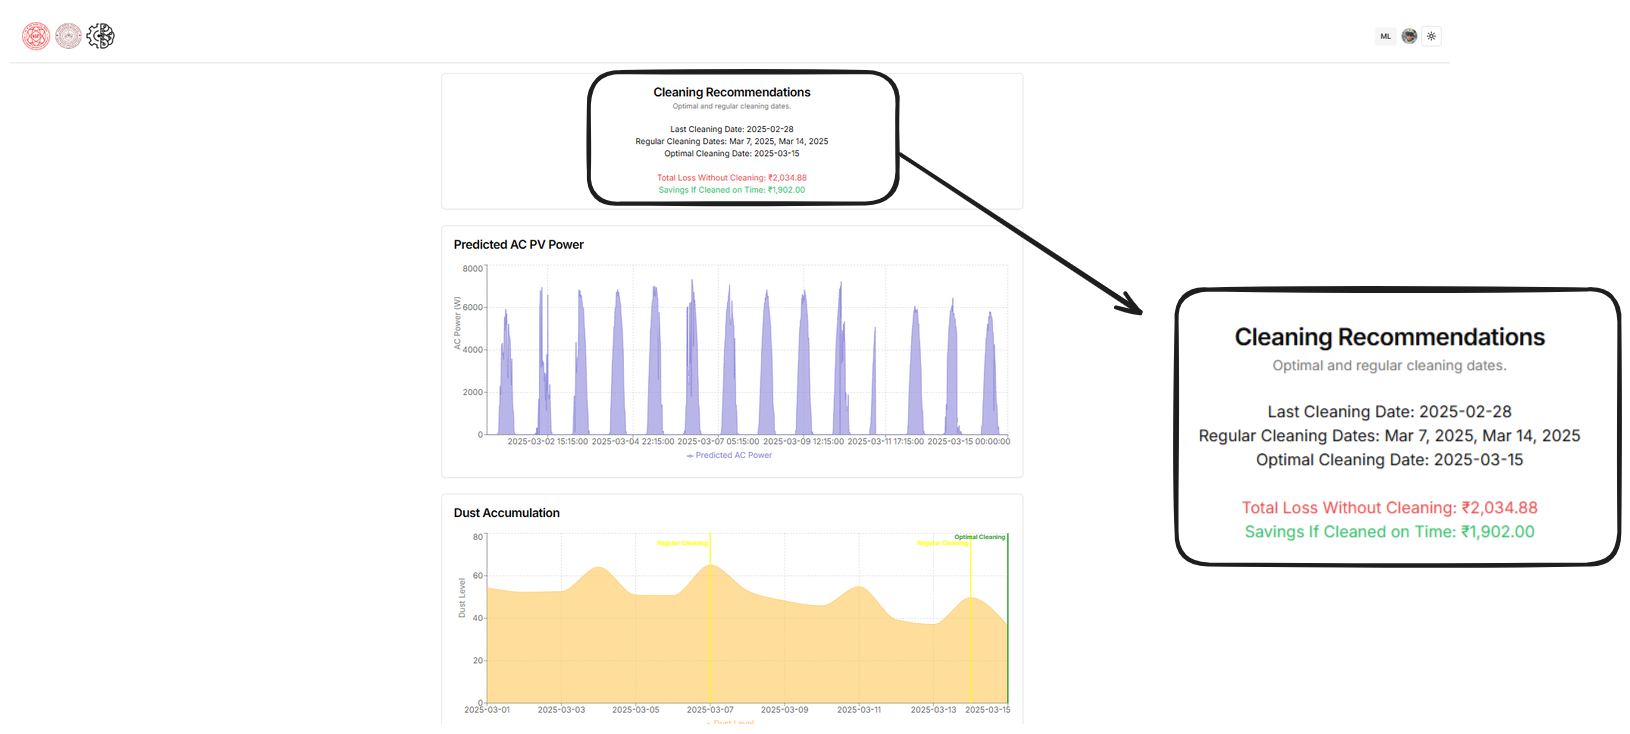 ML
Cleaning Recommendations
Optimal and regular cleaning dates.
Last Cleaning Date: 2025-02-28
Regular Cleaning Dates: Mar 7, 2025, Mar 14, 2025
Optimal Cleaning Date: 2025-03-15
Total Loss Without Cleaning: ₹2,034.88
Savings If Cleaned on Time: ₹1,902.00
Predicted AC PV Power
8000
6000
4000
2000
0
AC Power (W)
2025-03-02 15:15:00 2025-03-04 22:15:00 2025-03-07 05:15:00 2025-03-09 12:15:00 2025-03-11 17:15:00 2025-03-15 00:00:00
Predicted AC Power
Dust Accumulation
80
60
40
20
0
Dust Level
Regular Cleaning
Regular Cleaning
Optimal Cleaning
2025-03-01 2025-03-03 2025-03-05 2025-03-07 2025-03-09 2025-03-11 2025-03-13 2025-03-15
Dust Level
Cleaning Recommendations
Optimal and regular cleaning dates.
Last Cleaning Date: 2025-02-28
Regular Cleaning Dates: Mar 7, 2025, Mar 14, 2025
Optimal Cleaning Date: 2025-03-15
Total Loss Without Cleaning: ₹2,034.88
Savings If Cleaned on Time: ₹1,902.00